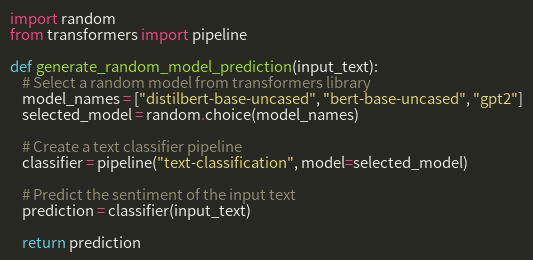 import random
from transformers import pipeline

def generate_random_model_prediction(input_text):
    # Select a random model from transformers library
    model_names = ["distilbert-base-uncased", "bert-base-uncased", "gpt2"]
    selected_model = random.choice(model_names)

    # Create a text classifier pipeline
    classifier = pipeline("text-classification", model=selected_model)

    # Predict the sentiment of the input text
    prediction = classifier(input_text)

    return prediction